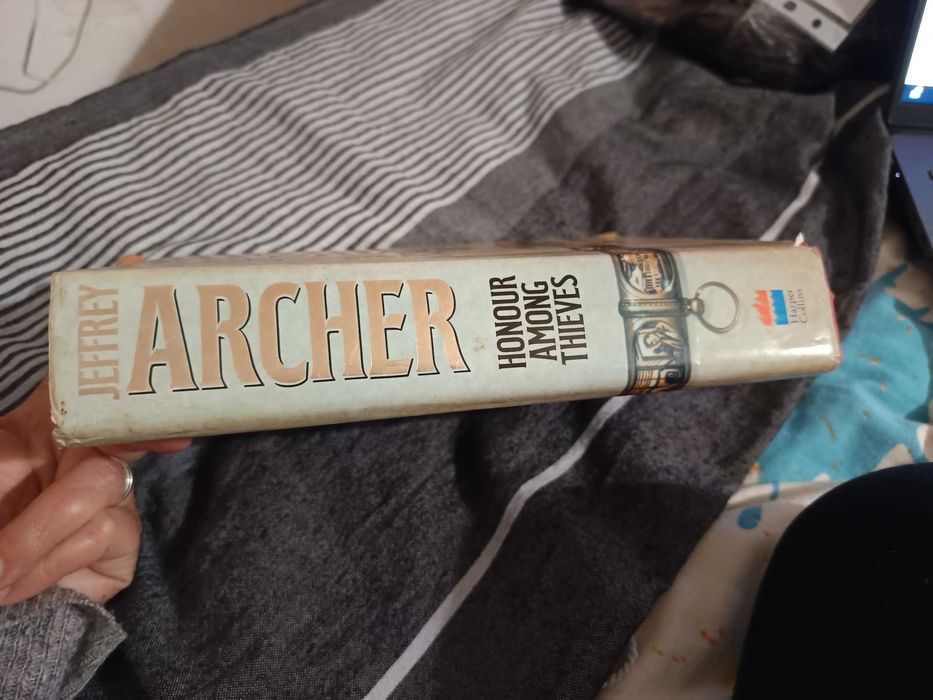 JEFFREY
ARCHER
HONOUR
AMONG
THIEVES
Harper
Collins